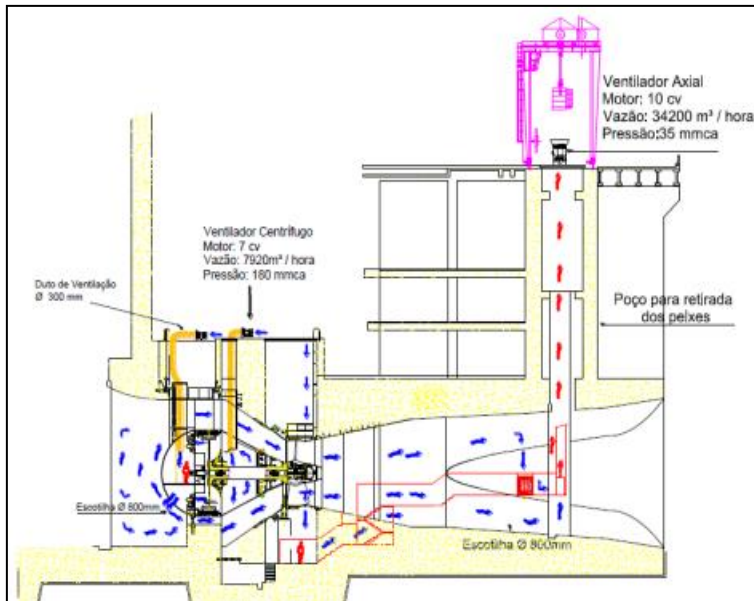 Ventilador Axial
Motor: 10 cv
Vazão: 34200 m³ / hora
Pressão:35 mmca
Ventilador Centrífugo
Motor: 7 cv
Vazão: 7920m³ / hora
Pressão: 180 mmca
Duto de Ventilação
Ø 300 mm
Poço para retirada
dos peixes
Escotilha Ø 800mm
Escotilha Ø 800mm